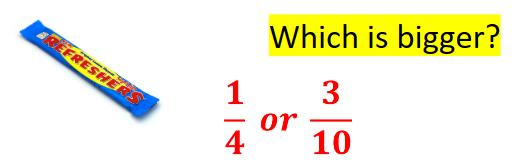 REFRESHERS
Which is bigger?
1/4 or 3/10